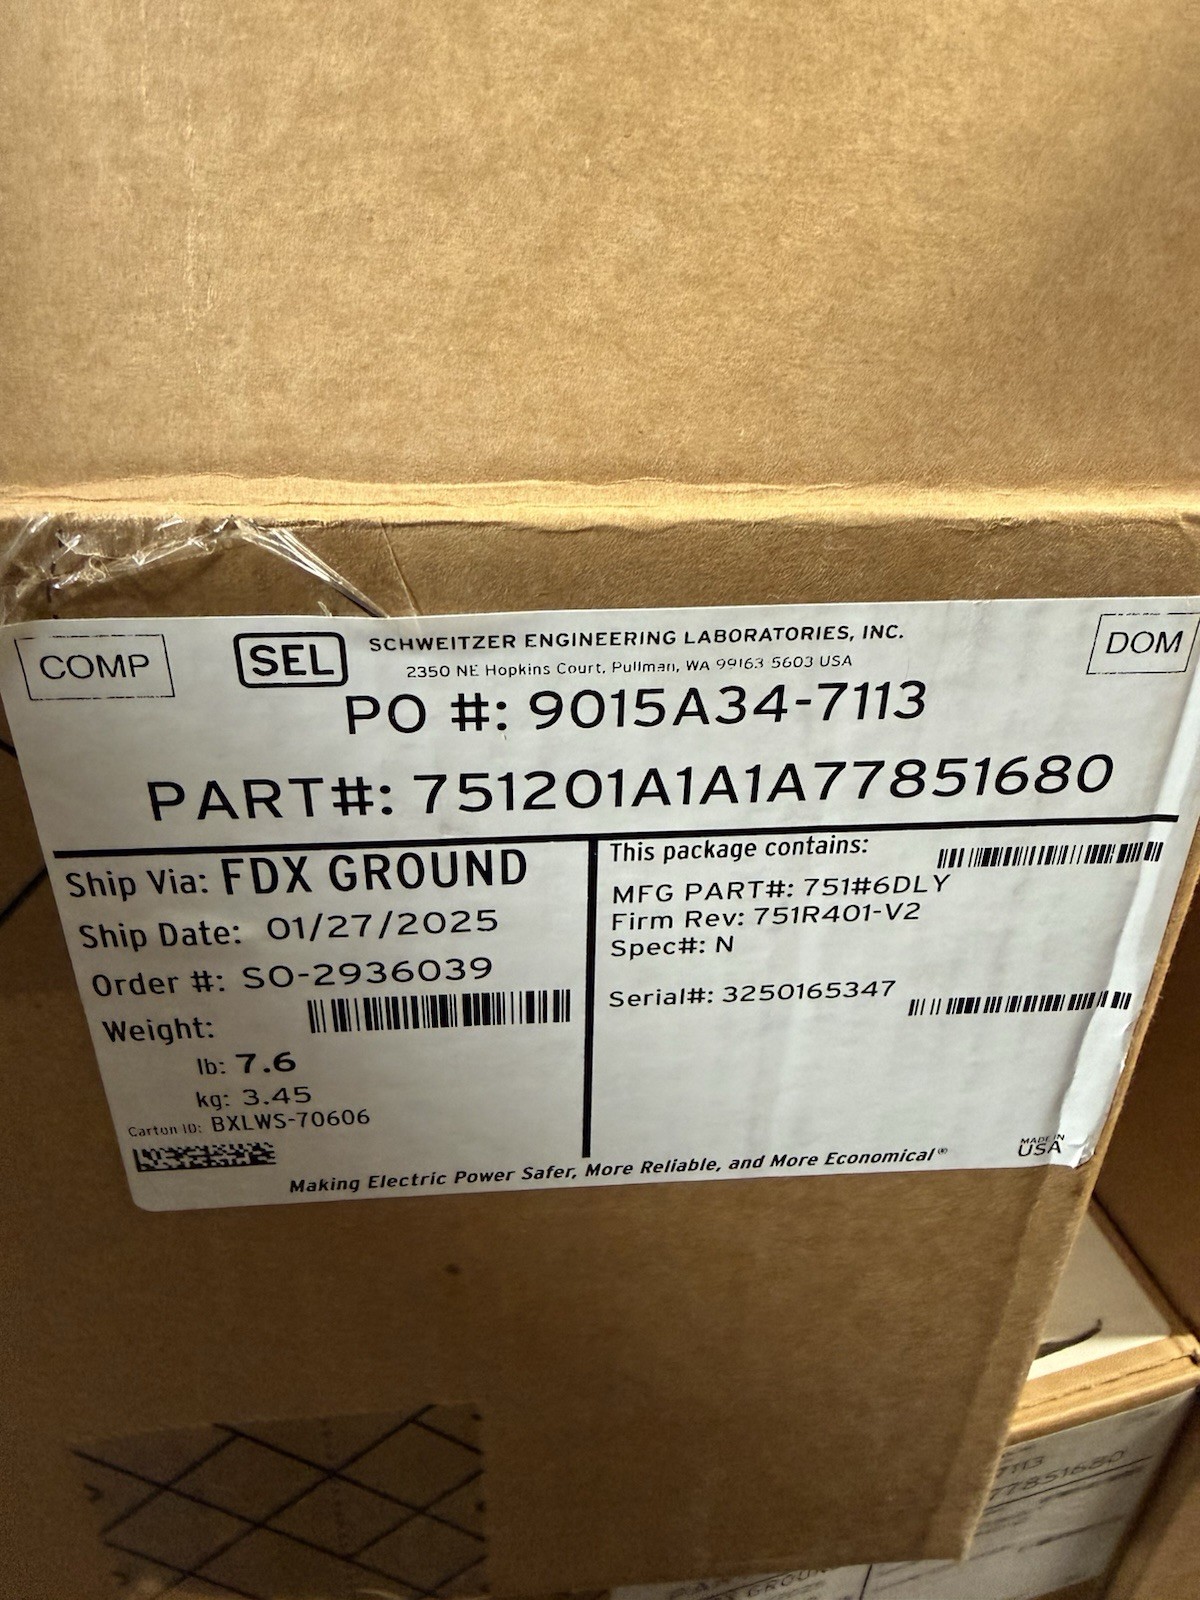 COMP
SEL
SCHWEITZER ENGINEERING LABORATORIES, INC.
DOM
2350 NE Hopkins Court, Pullman, WA 99163-5603 USA
PO #: 9015A34-7113
PART#: 751201A1A1A77851680
Ship Via: FDX GROUND
Ship Date: 01/27/2025
Order #: SO-2936039
Weight:
lb: 7.6
kg: 3.45
Carton ID: BXLWS-70606
This package contains:
MFG PART#: 751#6DLY
Firm Rev: 751R401-V2
Spec#: N
Serial#: 3250165347
MADE IN
USA
Making Electric Power Safer, More Reliable, and More Economical®
7113
77851680
GROUN